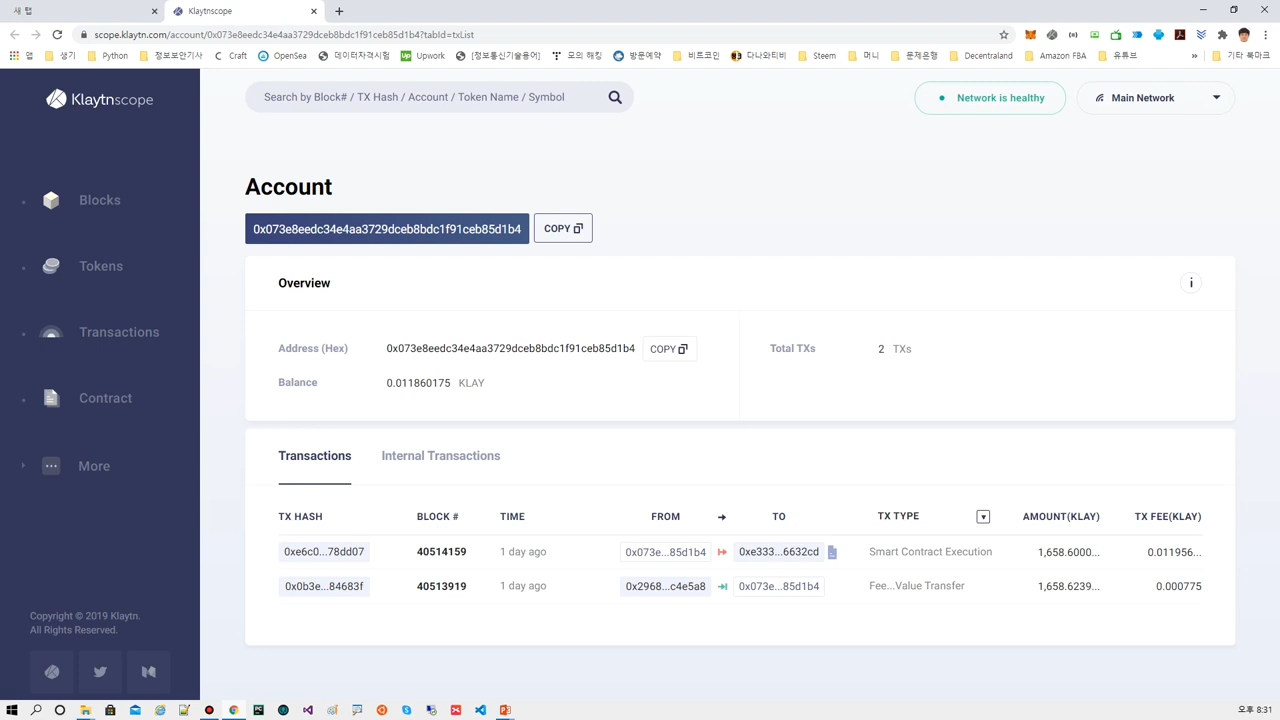 새 탭
Klaytnscope
scope.klaytn.com/account/0x073e8eedc34e4aa3729dceb8bdc1f91ceb85d1b4?tabId=txList
앱 생기 Python 정보보안기사 Craft OpenSea 데이터자격시험 Upwork [정보통신기술용어] 모의 해킹 방문예약 비트코인 다나와티비 Steem 머니 문제은행 Decentraland Amazon FBA 유튜브 » 기타 북마크
Klaytnscope
Search by Block# / TX Hash / Account / Token Name / Symbol
Network is healthy
Main Network
Blocks
Tokens
Transactions
Contract
More
Copyright © 2019 Klaytn.
All Rights Reserved.
Account
0x073e8eedc34e4aa3729dceb8bdc1f91ceb85d1b4 COPY
Overview
i
Address (Hex) 0x073e8eedc34e4aa3729dceb8bdc1f91ceb85d1b4 COPY
Balance 0.011860175 KLAY
Total TXs 2 TXs
Transactions Internal Transactions
TX HASH BLOCK # TIME FROM TO TX TYPE AMOUNT(KLAY) TX FEE(KLAY)
0xe6c0...78dd07 40514159 1 day ago 0x073e...85d1b4 0xe333...6632cd Smart Contract Execution 1,658.6000... 0.011956...
0x0b3e...84683f 40513919 1 day ago 0x2968...c4e5a8 0x073e...85d1b4 Fee...Value Transfer 1,658.6239... 0.000775
오후 8:31